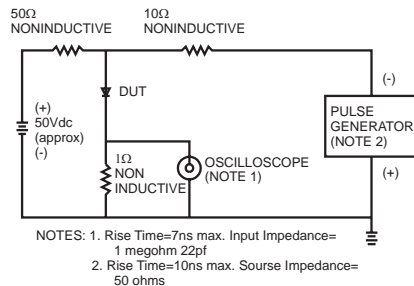 50Ω
NONINDUCTIVE
10Ω
NONINDUCTIVE
DUT
(+)
50Vdc
(approx)
(-)
1Ω
NON
INDUCTIVE
OSCILLOSCOPE
(NOTE 1)
(-)
PULSE
GENERATOR
(NOTE 2)
(+)
NOTES: 1. Rise Time=7ns max. Input Impedance=
1 megohm 22pf
2. Rise Time=10ns max. Sourse Impedance=
50 ohms